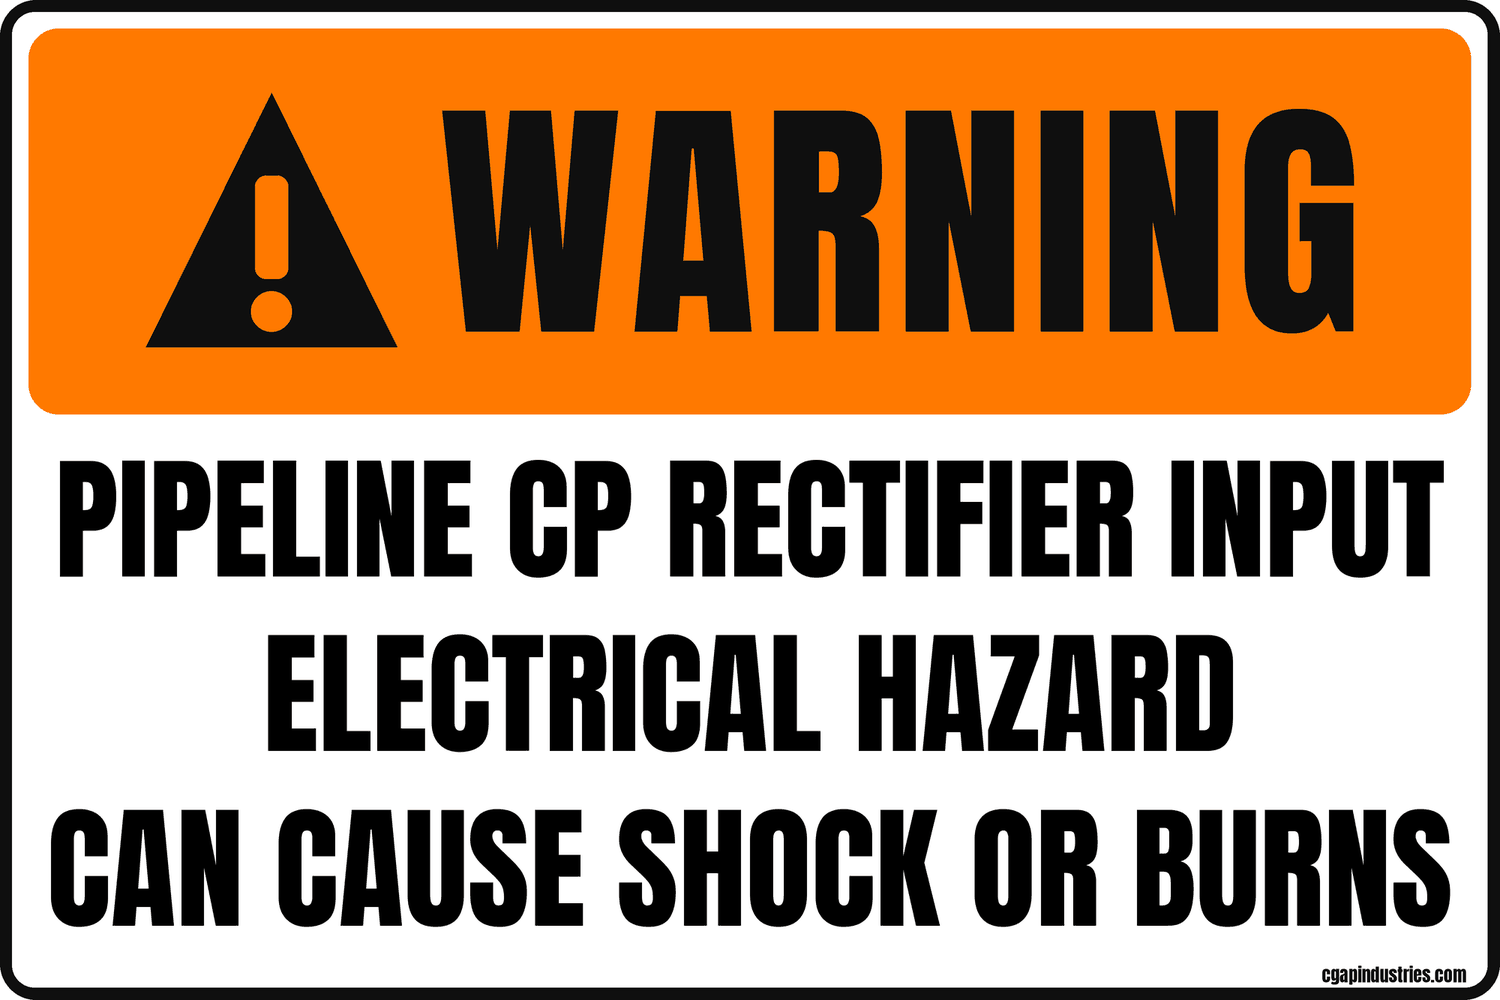 WARNING
PIPELINE CP RECTIFIER INPUT
ELECTRICAL HAZARD
CAN CAUSE SHOCK OR BURNS
cgapindustries.com